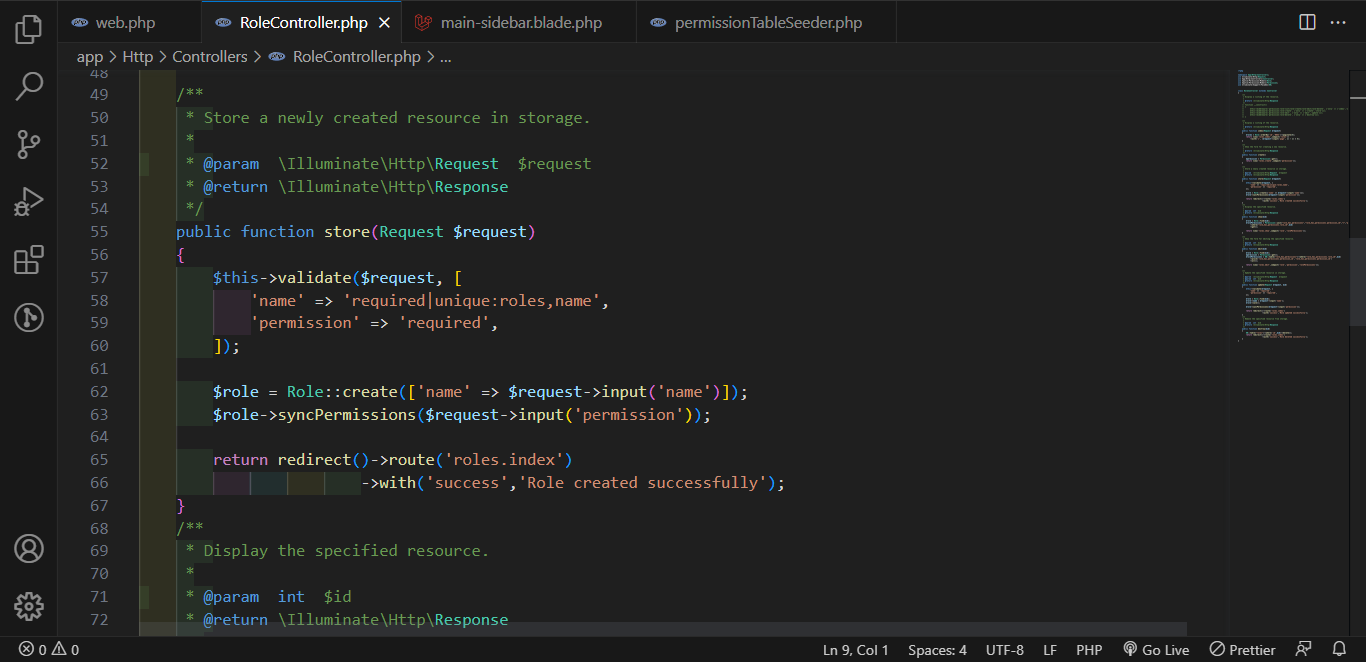 web.php
RoleController.php
main-sidebar.blade.php
permissionTableSeeder.php
app > Http > Controllers > RoleController.php > ...
48
49 /**
50 * Store a newly created resource in storage.
51 *
52 * @param  \Illuminate\Http\Request  $request
53 * @return \Illuminate\Http\Response
54 */
55 public function store(Request $request)
56 {
57 $this->validate($request, [
58 'name' => 'required|unique:roles,name',
59 'permission' => 'required',
60 ]);
61
62 $role = Role::create(['name' => $request->input('name')]);
63 $role->syncPermissions($request->input('permission'));
64
65 return redirect()->route('roles.index')
66 ->with('success','Role created successfully');
67 }
68 /**
69 * Display the specified resource.
70 *
71 * @param  int  $id
72 * @return \Illuminate\Http\Response
0 0 Ln 9, Col 1 Spaces: 4 UTF-8 LF PHP Go Live Prettier